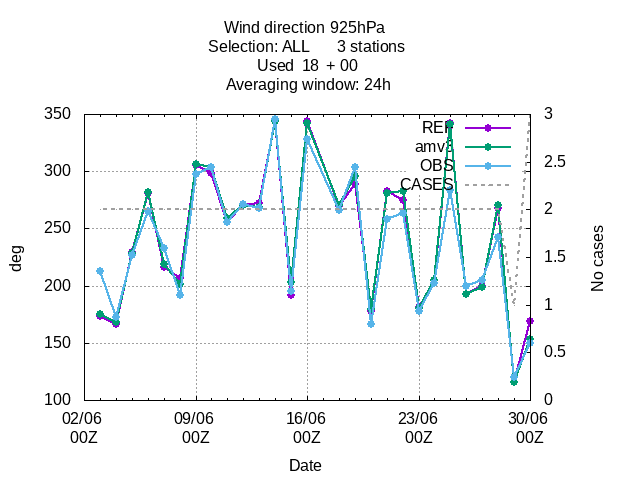 Wind direction 925hPa
Selection: ALL      3 stations
Used  18  + 00
Averaging window: 24h
350
300
250
200
150
100
deg
3
2.5
2
1.5
1
0.5
0
No cases
REF
OBS
CASES
02/06 09/06 16/06 23/06 30/06
00Z 00Z 00Z 00Z 00Z
Date